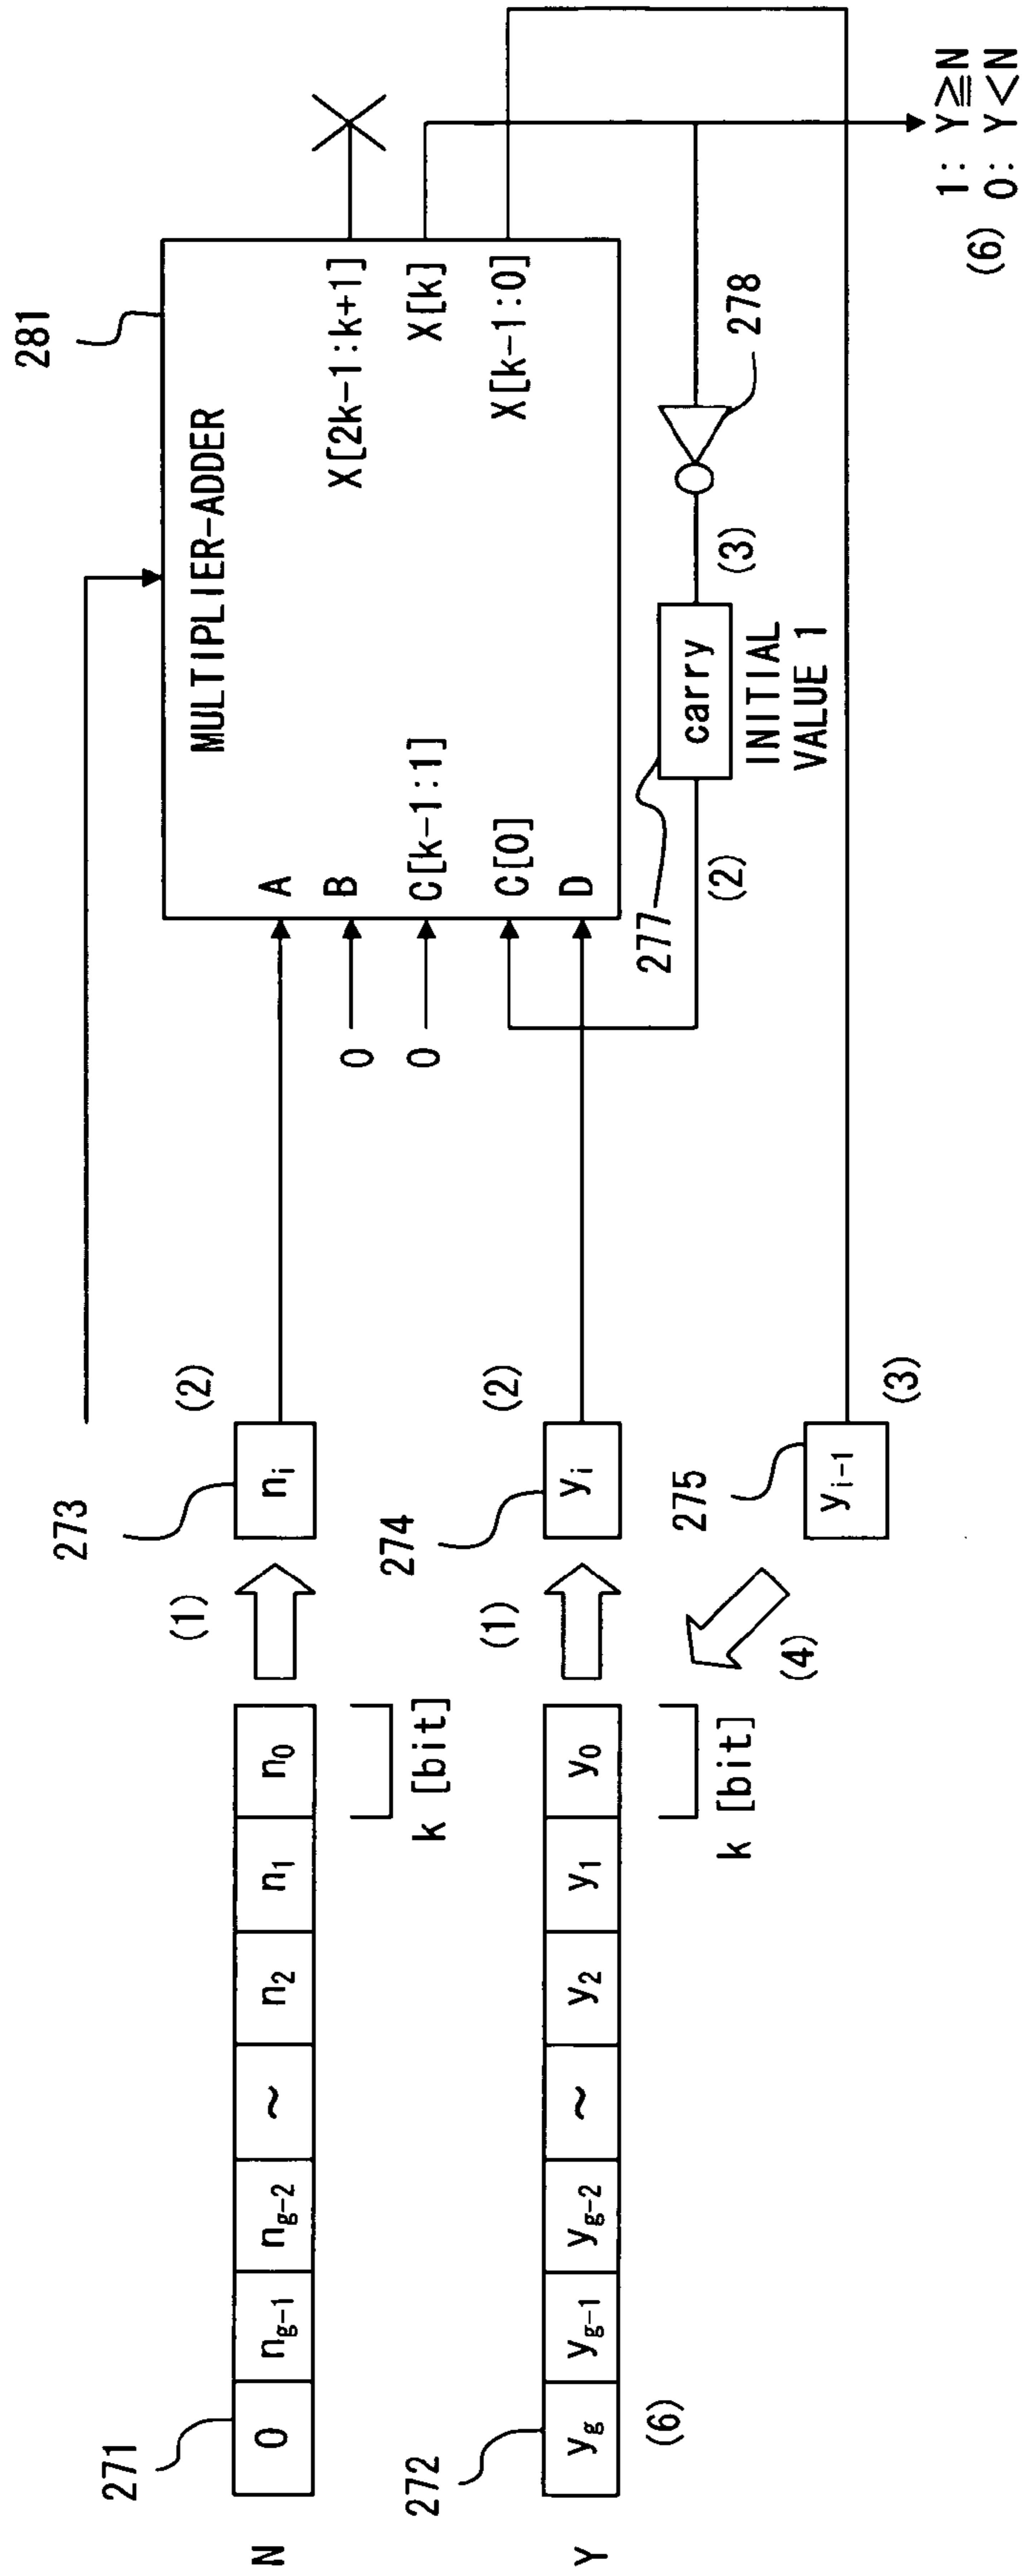 281
MULTIPLIER-ADDER
A
B
C[k-1:1]
C[0]
D
X[2k-1:k+1]
X[k]
X[k-1:0]
0
0
277
(2)
carry
INITIAL
VALUE 1
(3)
278
(6) 1: Y≧N
0: Y<N
273
(2)
n_i
(1)
274
(2)
y_i
(1)
275
y_{i-1}
(3)
(4)
271
N
0
n_{g-1}
n_{g-2}
~
n_2
n_1
n_0
k [bit]
272
Y
y_g
y_{g-1}
y_{g-2}
~
y_2
y_1
y_0
(6)
k [bit]